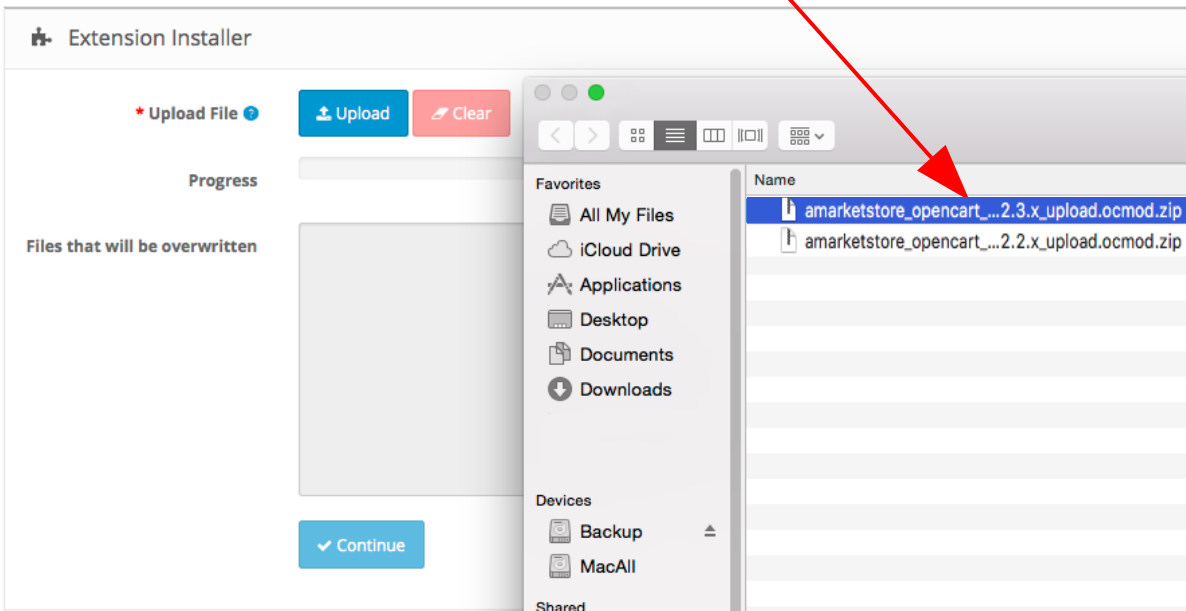 Extension Installer
* Upload File
Upload
Clear
Progress
Files that will be overwritten
Continue
Favorites
All My Files
iCloud Drive
Applications
Desktop
Documents
Downloads
Devices
Backup
MacAll
Shared
Name
amarketstore_opencart_...2.3.x_upload.ocmod.zip
amarketstore_opencart_...2.2.x_upload.ocmod.zip